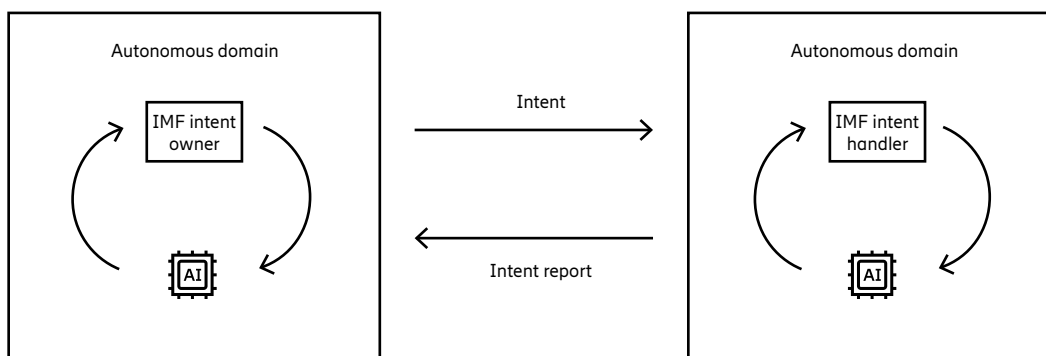 Autonomous domain
IMF intent
owner
AI
Intent
Intent report
Autonomous domain
IMF intent
handler
AI